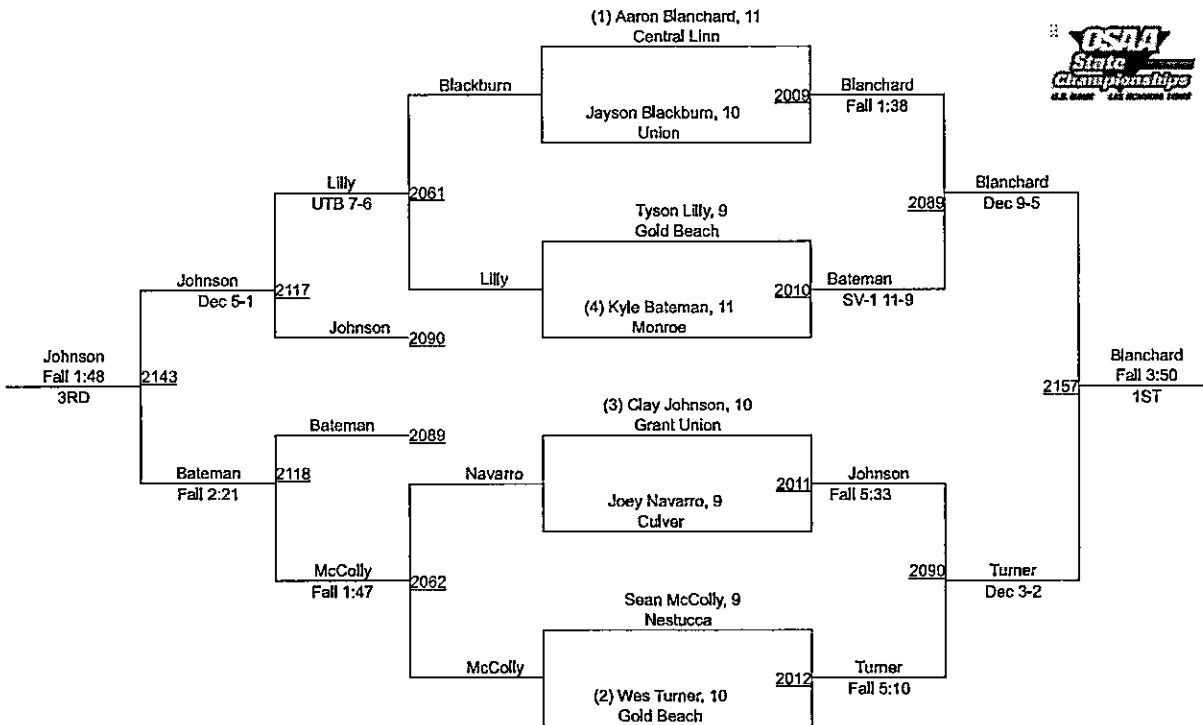 (1) Aaron Blanchard, 11
Central Linn
OSAA
State
Championships
Blackburn
2009
Blanchard
Fall 1:38
Jayson Blackburn, 10
Union
Lilly
UTB 7-6
2061
Tyson Lilly, 9
Gold Beach
2089
Blanchard
Dec 9-5
Johnson
Dec 5-1
2117
Lilly
(4) Kyle Bateman, 11
Monroe
2010
Bateman
SV-1 11-9
Johnson
2090
Johnson
Fall 1:48
3RD
2143
2157
Blanchard
Fall 3:50
1ST
(3) Clay Johnson, 10
Grant Union
Bateman
2089
Bateman
Fall 2:21
2118
Navarro
2011
Johnson
Fall 5:33
Joey Navarro, 9
Culver
McColly
Fall 1:47
2062
2090
Turner
Dec 3-2
Sean McColly, 9
Nestucca
McColly
2012
Turner
Fall 5:10
(2) Wes Turner, 10
Gold Beach